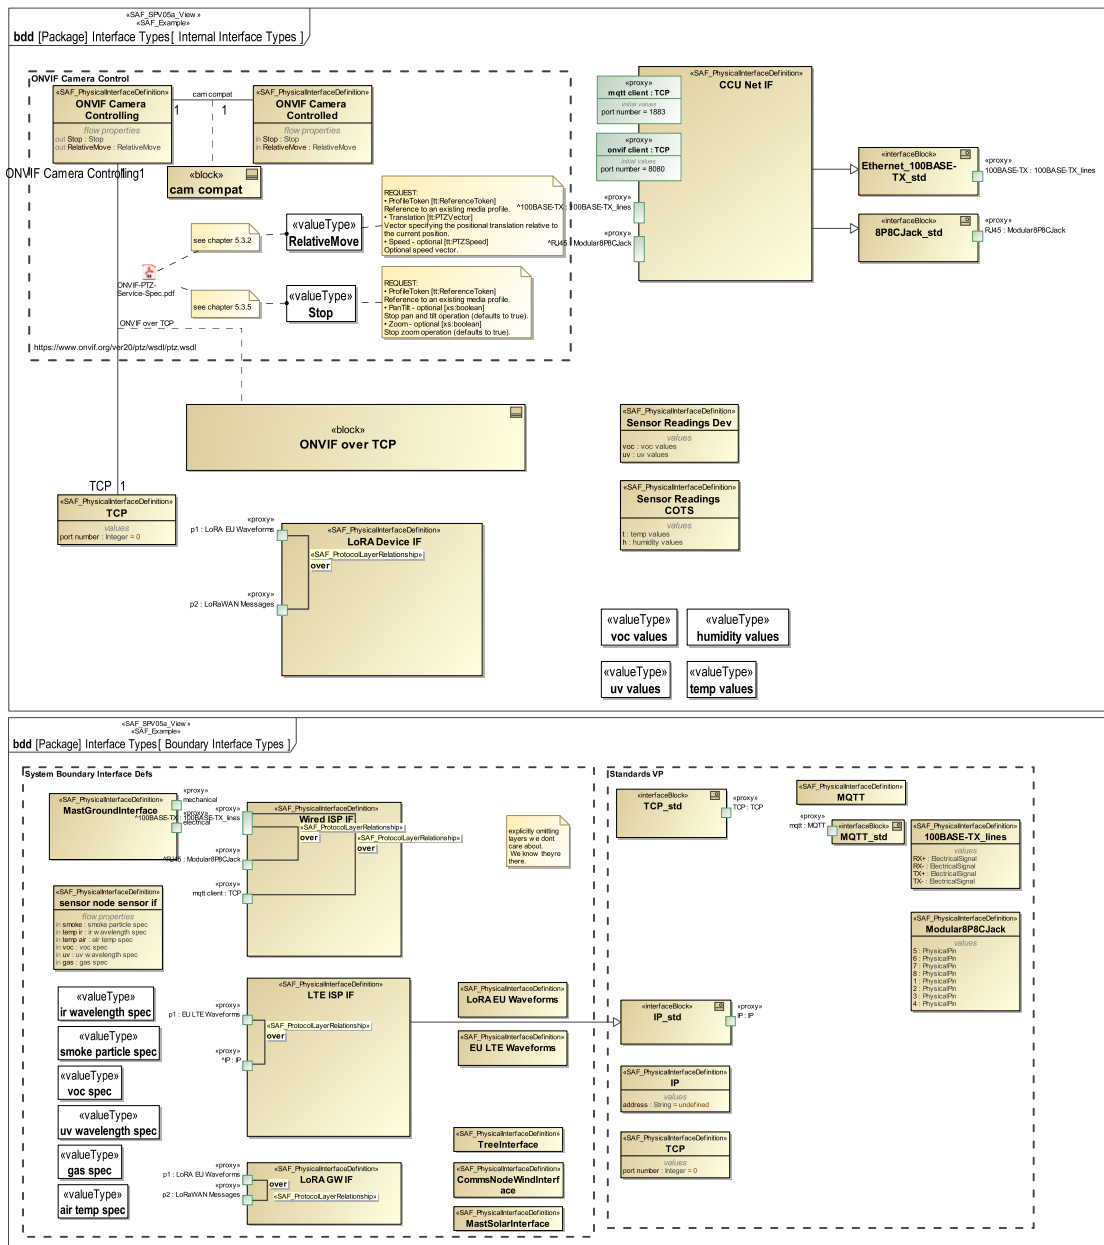 «SAF_SPV05a_View »
«SAF_Example»
bdd [Package] Interface Types[ Internal Interface Types ]
ONVIF Camera Control
«SAF_PhysicalInterfaceDefinition»
ONVIF Camera
Controlling
flow properties
out Stop : Stop
out RelativeMove : RelativeMove
cam compat
1
1
«SAF_PhysicalInterfaceDefinition»
ONVIF Camera
Controlled
flow properties
in Stop : Stop
in RelativeMove : RelativeMove
ONVIF Camera Controlling1
«block»
cam compat
see chapter 5.3.2
«valueType»
RelativeMove
REQUEST:
• ProfileToken [tt:ReferenceToken]
Reference to an existing media profile.
• Translation [tt:PTZVector]
Vector specifying the positional translation relative to
the current position.
• Speed - optional [tt:PTZSpeed]
Optional speed vector.
ONVIF-PTZ-
Service-Spec.pdf
see chapter 5.3.5
«valueType»
Stop
REQUEST:
• ProfileToken [tt:ReferenceToken]
Reference to an existing media profile.
• PanTilt - optional [xs:boolean]
Stop pan and tilt operation (defaults to true).
• Zoom - optional [xs:boolean]
Stop zoom operation (defaults to true).
ONVIF over TCP
https://www.onvif.org/ver20/ptz/wsdl/ptz.wsdl
«SAF_PhysicalInterfaceDefinition»
CCU Net IF
«proxy»
mqtt client : TCP
initial values
port number = 1883
«proxy»
onvif client : TCP
initial values
port number = 8080
«proxy»
^100BASE-TX : 100BASE-TX_lines
«proxy»
^RJ45 : Modular8P8CJack
«interfaceBlock»
Ethernet_100BASE-
TX_std
«proxy»
100BASE-TX : 100BASE-TX_lines
«interfaceBlock»
8P8CJack_std
«proxy»
RJ45 : Modular8P8CJack
«block»
ONVIF over TCP
«SAF_PhysicalInterfaceDefinition»
Sensor Readings Dev
values
voc : voc values
uv : uv values
TCP 1
«SAF_PhysicalInterfaceDefinition»
TCP
values
port number : Integer = 0
«SAF_PhysicalInterfaceDefinition»
Sensor Readings
COTS
values
t : temp values
h : humidity values
«proxy»
p1 : LoRA EU Waveforms
«SAF_PhysicalInterfaceDefinition»
LoRA Device IF
«SAF_ProtocolLayerRelationship»
over
«proxy»
p2 : LoRaWAN Messages
«valueType»
voc values
«valueType»
humidity values
«valueType»
uv values
«valueType»
temp values
«SAF_SPV05a_View »
«SAF_Example»
bdd [Package] Interface Types[ Boundary Interface Types ]
System Boundary Interface Defs
«SAF_PhysicalInterfaceDefinition»
MastGroundInterface
«proxy»
mechanical
«proxy»
electrical
«proxy»
^100BASE-TX : 100BASE-TX_lines
«SAF_PhysicalInterfaceDefinition»
Wired ISP IF
«SAF_ProtocolLayerRelationship»
over
«SAF_ProtocolLayerRelationship»
over
«proxy»
^RJ45 : Modular8P8CJack
«proxy»
mqtt client : TCP
explicitly omitting
layers we dont
care about.
We know theyre
there.
«SAF_PhysicalInterfaceDefinition»
sensor node sensor if
flow properties
in smoke : smoke particle spec
in temp ir : ir wavelength spec
in temp air : air temp spec
in voc : voc spec
in uv : uv wavelength spec
in gas : gas spec
«valueType»
ir wavelength spec
«valueType»
smoke particle spec
«valueType»
voc spec
«valueType»
uv wavelength spec
«valueType»
gas spec
«valueType»
air temp spec
«SAF_PhysicalInterfaceDefinition»
LTE ISP IF
«proxy»
p1 : EU LTE Waveforms
«SAF_ProtocolLayerRelationship»
over
«proxy»
^IP : IP
«SAF_PhysicalInterfaceDefinition»
LoRA EU Waveforms
«SAF_PhysicalInterfaceDefinition»
EU LTE Waveforms
«SAF_PhysicalInterfaceDefinition»
TreeInterface
«SAF_PhysicalInterfaceDefinition»
CommsNodeWindInterf
ace
«SAF_PhysicalInterfaceDefinition»
MastSolarInterface
«proxy»
p1 : LoRA EU Waveforms
«proxy»
p2 : LoRaWAN Messages
«SAF_PhysicalInterfaceDefinition»
LoRA GW IF
over
«SAF_ProtocolLayerRelationship»
Standards VP
«interfaceBlock»
TCP_std
«proxy»
TCP : TCP
«SAF_PhysicalInterfaceDefinition»
MQTT
«proxy»
mqtt : MQTT
«interfaceBlock»
MQTT_std
«SAF_PhysicalInterfaceDefinition»
100BASE-TX_lines
values
RX+ : ElectricalSignal
RX- : ElectricalSignal
TX+ : ElectricalSignal
TX- : ElectricalSignal
«SAF_PhysicalInterfaceDefinition»
Modular8P8CJack
values
5 : PhysicalPin
6 : PhysicalPin
7 : PhysicalPin
8 : PhysicalPin
1 : PhysicalPin
2 : PhysicalPin
3 : PhysicalPin
4 : PhysicalPin
«interfaceBlock»
IP_std
«proxy»
IP : IP
«SAF_PhysicalInterfaceDefinition»
IP
values
address : String = undefined
«SAF_PhysicalInterfaceDefinition»
TCP
values
port number : Integer = 0